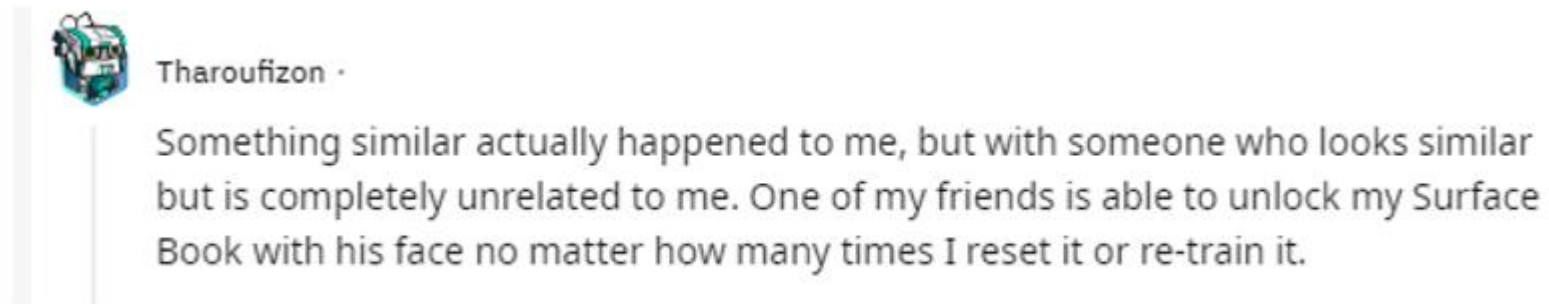 Tharoufizon ·
Something similar actually happened to me, but with someone who looks similar
but is completely unrelated to me. One of my friends is able to unlock my Surface
Book with his face no matter how many times I reset it or re-train it.